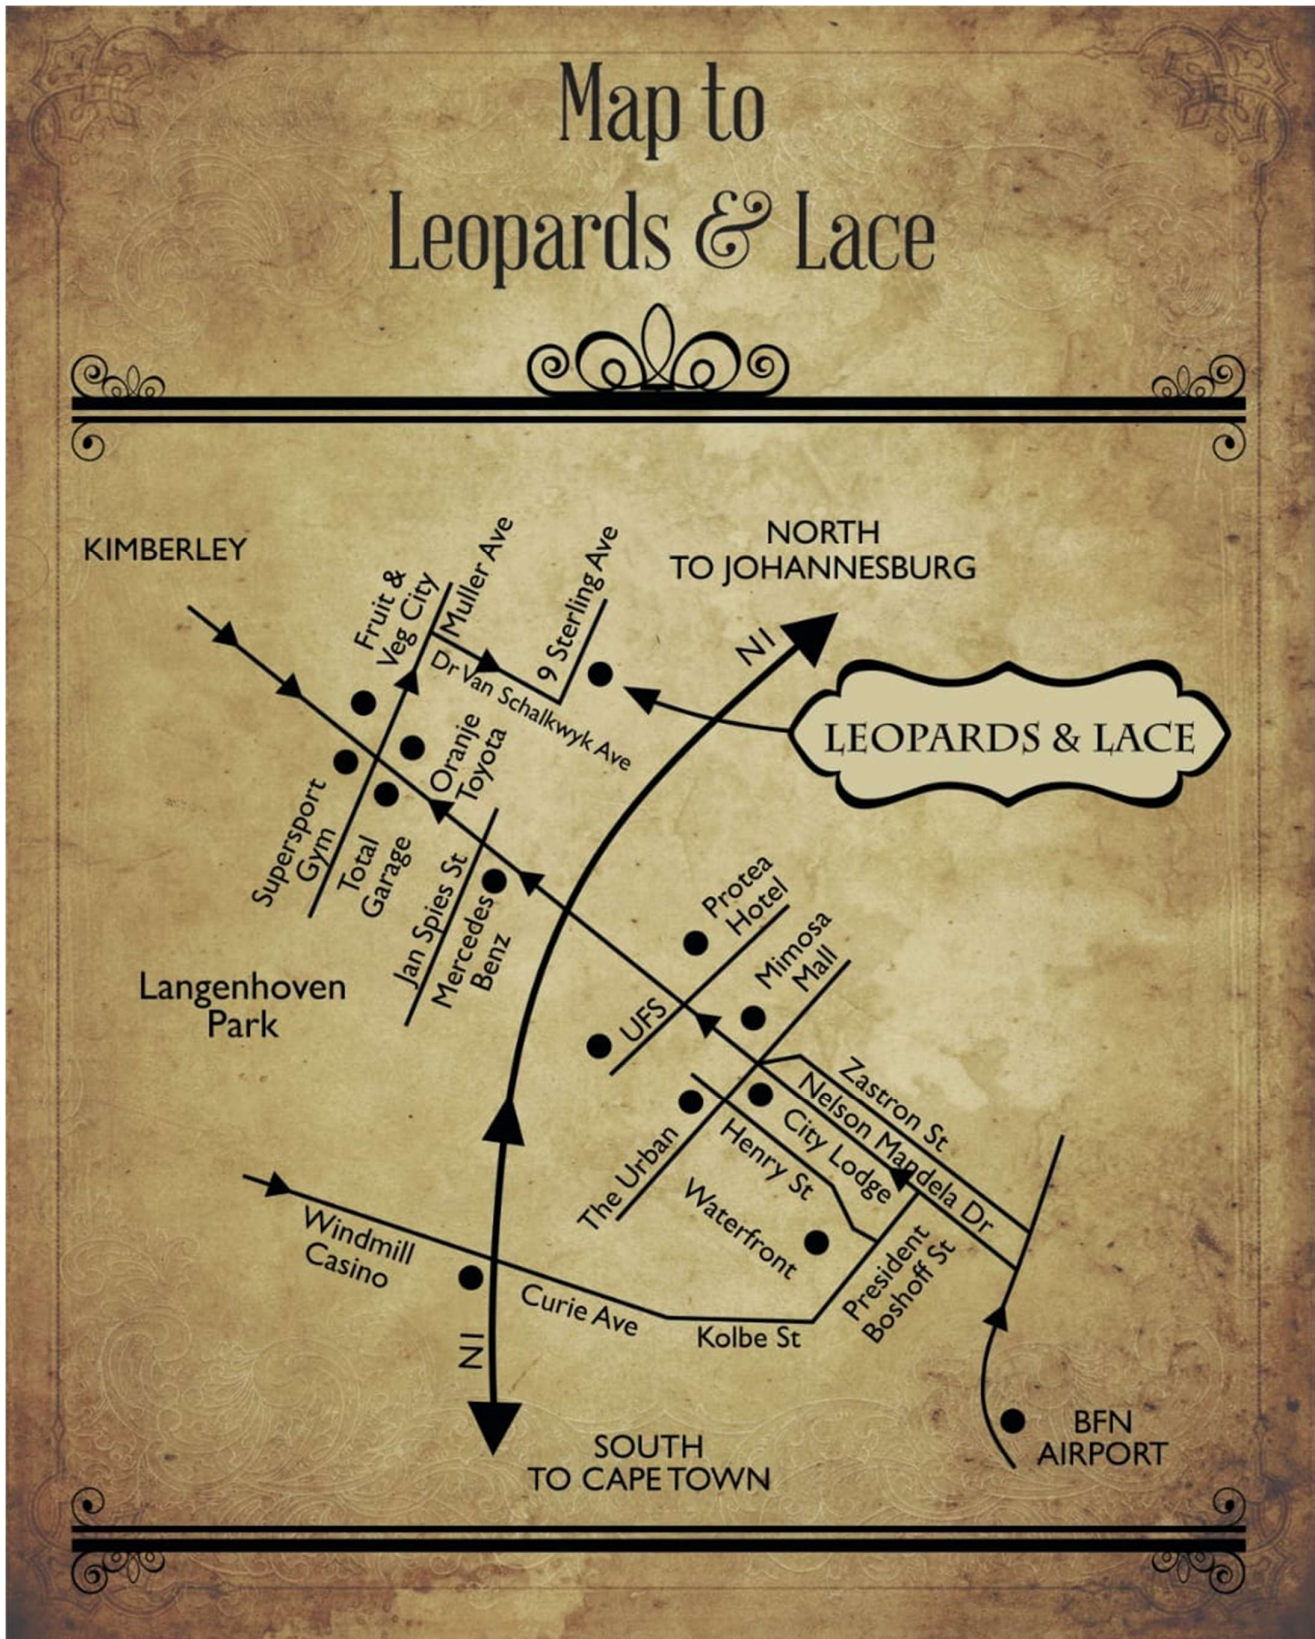 Map to
Leopards & Lace
KIMBERLEY
NORTH
TO JOHANNESBURG
Fruit &
Veg City
Muller Ave
9 Sterling Ave
N1
Dr Van Schalkwyk Ave
LEOPARDS & LACE
Oranje
Toyota
Supersport
Gym
Total
Garage
Jan Spies St
Mercedes
Benz
Protea
Hotel
Mimosa
Mall
Langenhoven
Park
UFS
Zastron St
Nelson Mandela Dr
City Lodge
Henry St
The Urban
Waterfront
President
Boshoff St
Windmill
Casino
Curie Ave
Kolbe St
N1
BFN
AIRPORT
SOUTH
TO CAPE TOWN